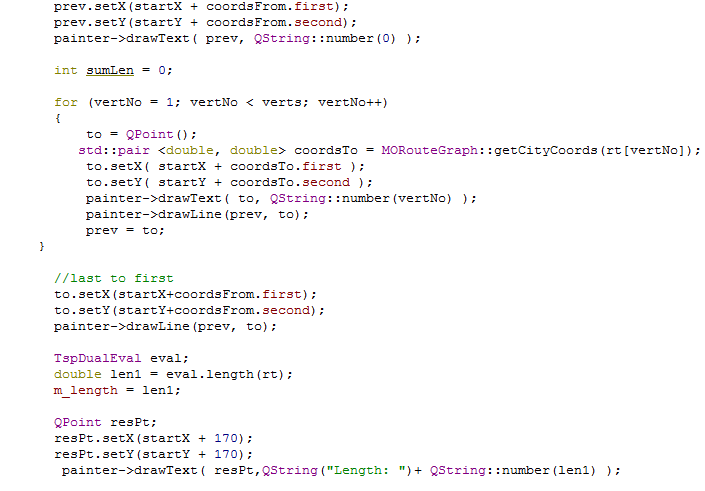 prev.setX(startX + coordsFrom.first);
prev.setY(startY + coordsFrom.second);
painter->drawText( prev, QString::number(0) );
int sumLen = 0;
for (vertNo = 1; vertNo < verts; vertNo++)
{
to = QPoint();
std::pair <double, double> coordsTo = MORouteGraph::getCityCoords(rt[vertNo]);
to.setX( startX + coordsTo.first );
to.setY( startY + coordsTo.second );
painter->drawText( to, QString::number(vertNo) );
painter->drawLine(prev, to);
prev = to;
}
//last to first
to.setX(startX+coordsFrom.first);
to.setY(startY+coordsFrom.second);
painter->drawLine(prev, to);
TspDualEval eval;
double len1 = eval.length(rt);
m_length = len1;
QPoint resPt;
resPt.setX(startX + 170);
resPt.setY(startY + 170);
painter->drawText( resPt,QString("Length: ")+ QString::number(len1) );